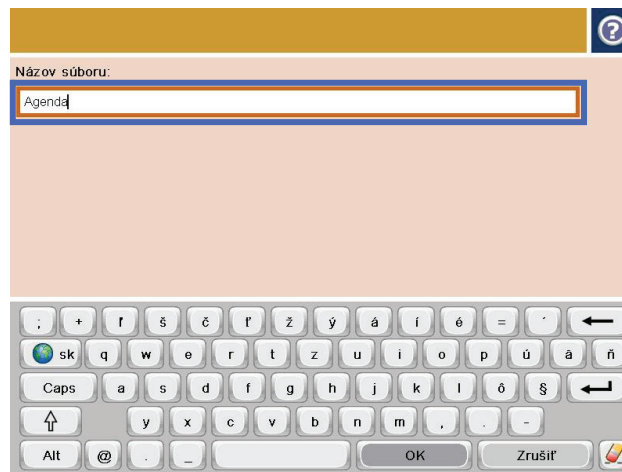 ?
Názov súboru:
Agenda
; + ľ š č ť ž ý á í é = ´
sk q w e r t z u i o p ú ä ň
Caps a s d f g h j k l ô §
y x c v b n m , . -
Alt @ . _ OK Zrušiť